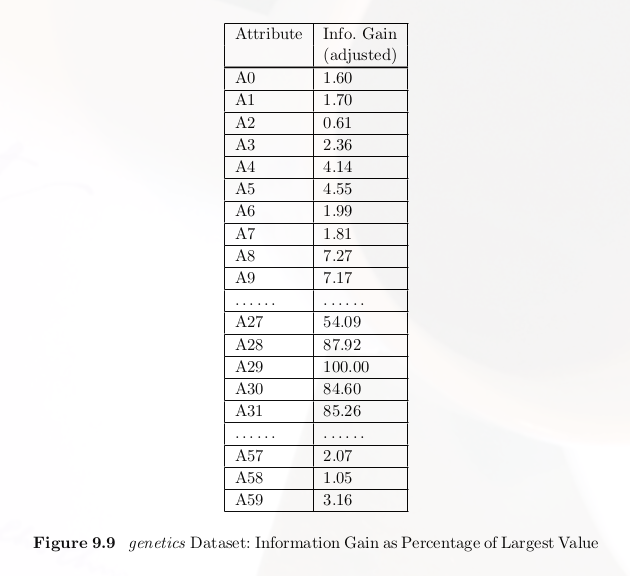 Attribute Info. Gain
(adjusted)
A0 1.60
A1 1.70
A2 0.61
A3 2.36
A4 4.14
A5 4.55
A6 1.99
A7 1.81
A8 7.27
A9 7.17
...... ......
A27 54.09
A28 87.92
A29 100.00
A30 84.60
A31 85.26
...... ......
A57 2.07
A58 1.05
A59 3.16
Figure 9.9 genetics Dataset: Information Gain as Percentage of Largest Value